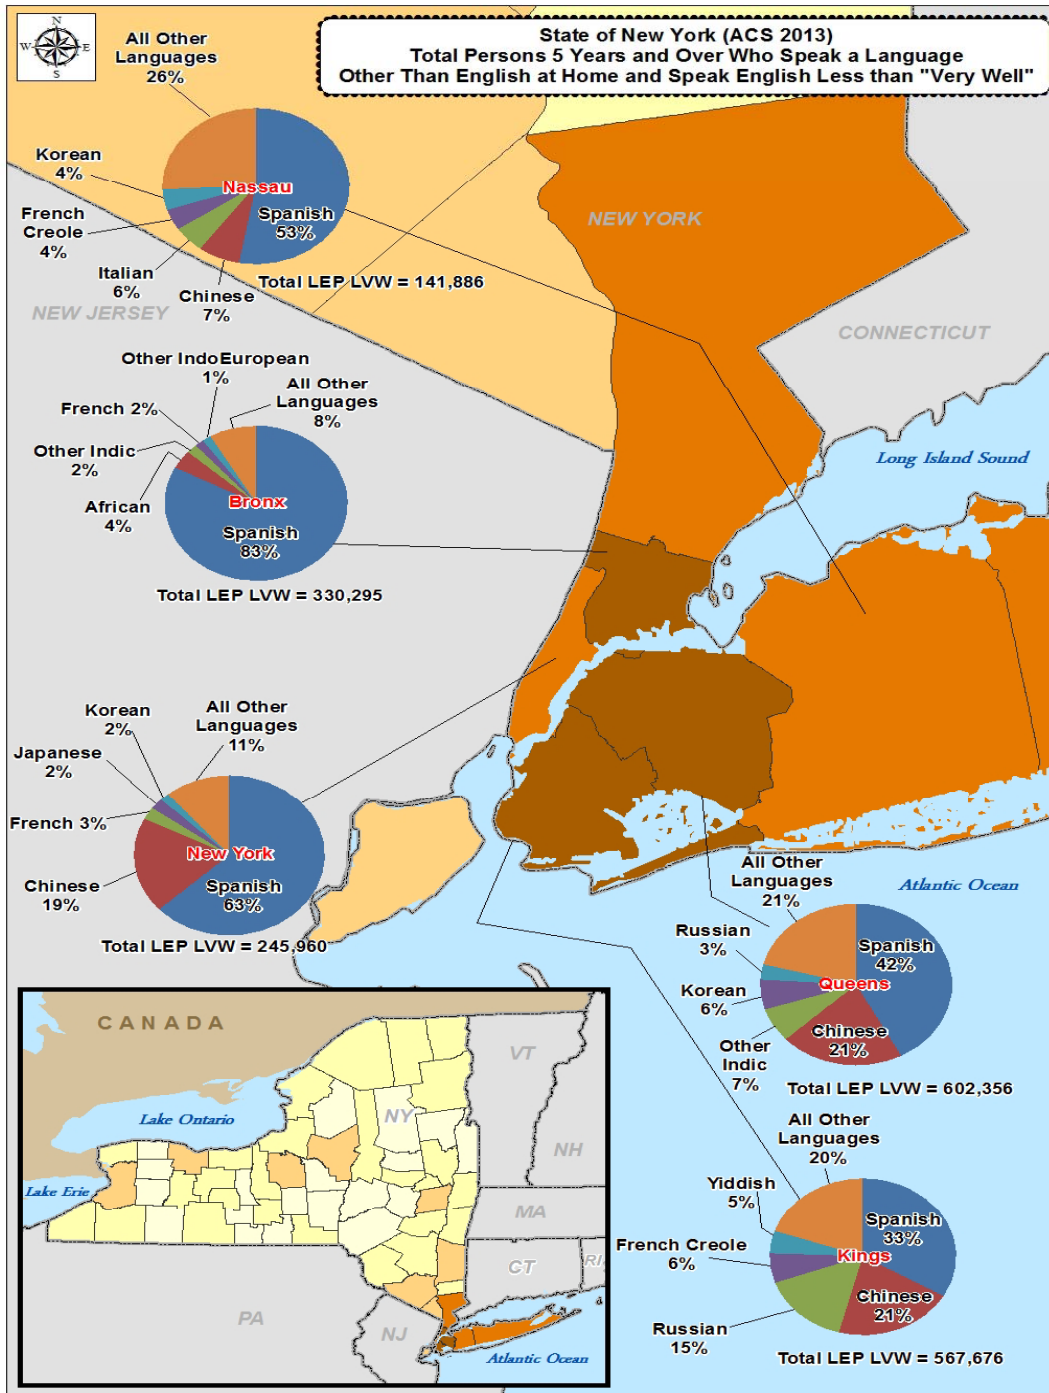 N
W
E
S
State of New York (ACS 2013)
Total Persons 5 Years and Over Who Speak a Language
Other Than English at Home and Speak English Less than "Very Well"
All Other
Languages
26%
Korean
4%
French
Creole
4%
Italian
6%
Chinese
7%
Nassau
Spanish
53%
Total LEP LVW = 141,886
NEW YORK
NEW JERSEY
CONNECTICUT
Other IndoEuropean
1%
All Other
Languages
8%
French 2%
Other Indic
2%
African
4%
Bronx
Spanish
83%
Total LEP LVW = 330,295
Long Island Sound
Korean
2%
All Other
Languages
11%
Japanese
2%
French 3%
Chinese
19%
New York
Spanish
63%
Total LEP LVW = 245,960
Atlantic Ocean
All Other
Languages
21%
Russian
3%
Korean
6%
Other
Indic
7%
Queens
Spanish
42%
Chinese
21%
Total LEP LVW = 602,356
All Other
Languages
20%
Yiddish
5%
French Creole
6%
Russian
15%
Kings
Spanish
33%
Chinese
21%
Total LEP LVW = 567,676
CANADA
Lake Ontario
Lake Erie
NY
VT
NH
MA
CT
RI
PA
NJ
Atlantic Ocean